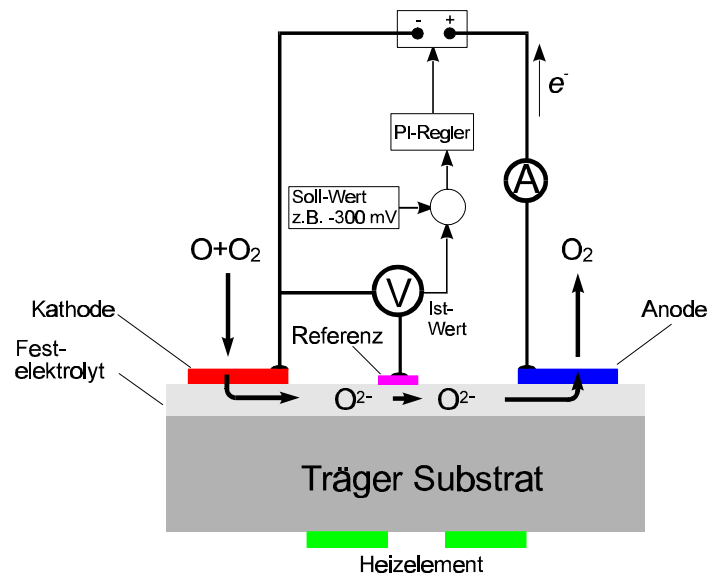 - +
e⁻
PI-Regler
A
Soll-Wert
z.B. -300 mV
O+O₂
O₂
V
Ist-
Wert
Kathode
Referenz
Anode
Fest-
elektrolyt
O²⁻
O²⁻
Träger Substrat
Heizelement